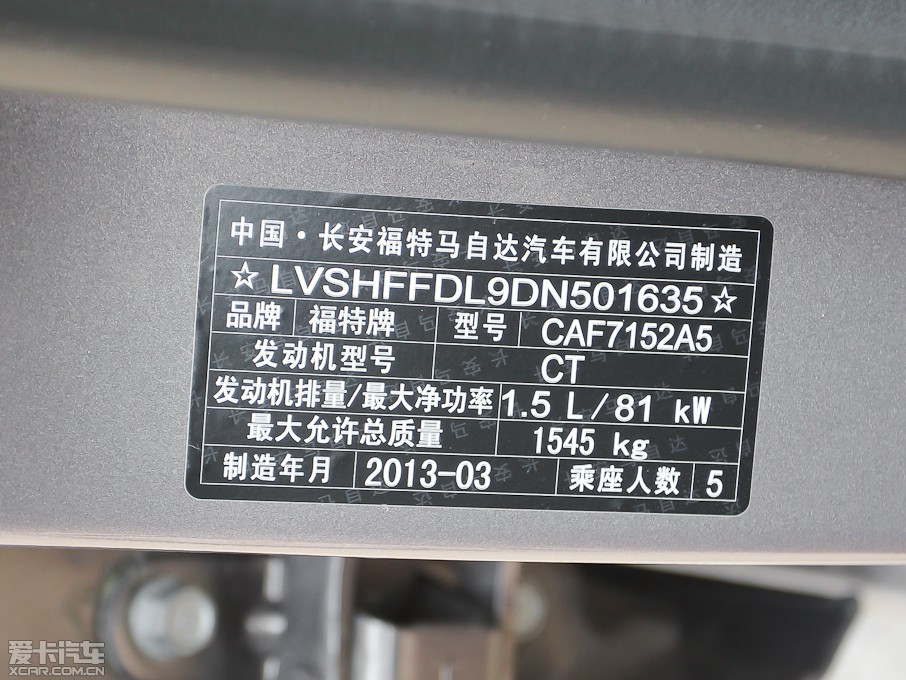 中国·长安福特马自达汽车有限公司制造
☆LVSHFFDL9DN501635☆
品牌 福特牌 型号 CAF7152A5
发动机型号 CT
发动机排量/最大净功率 1.5 L/81 kW
最大允许总质量 1545 kg
制造年月 2013-03 乘座人数 5
爱卡汽车
XCAR.COM.CN